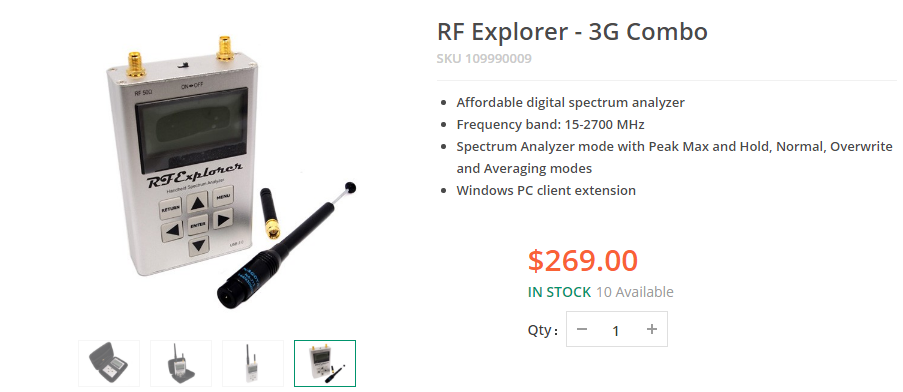 RF Explorer - 3G Combo
SKU 109990009
Affordable digital spectrum analyzer
Frequency band: 15-2700 MHz
Spectrum Analyzer mode with Peak Max and Hold, Normal, Overwrite
and Averaging modes
Windows PC client extension
$269.00
IN STOCK 10 Available
Qty : − 1 +
RF 50Ω
ON OFF
RF Explorer
Handheld Spectrum Analyzer
RETURN
MENU
ENTER